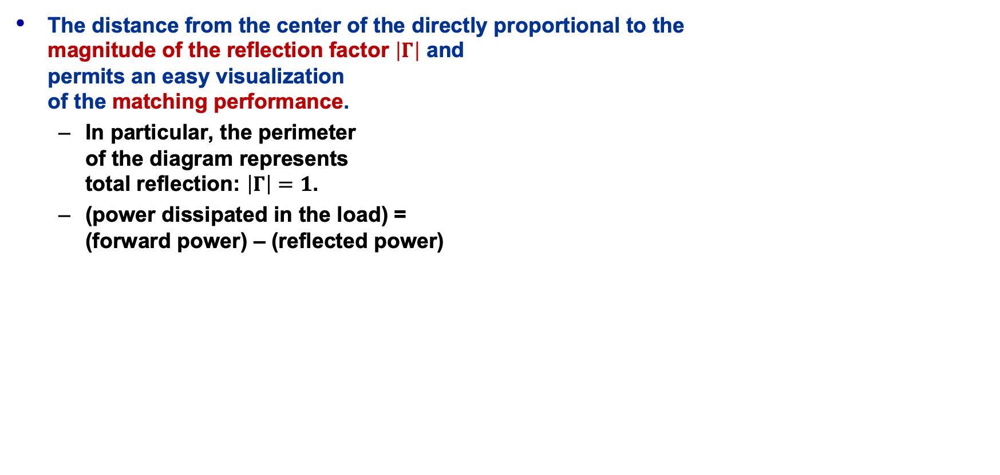 • The distance from the center of the directly proportional to the
magnitude of the reflection factor |Γ| and
permits an easy visualization
of the matching performance.
– In particular, the perimeter
of the diagram represents
total reflection: |Γ| = 1.
– (power dissipated in the load) =
(forward power) – (reflected power)